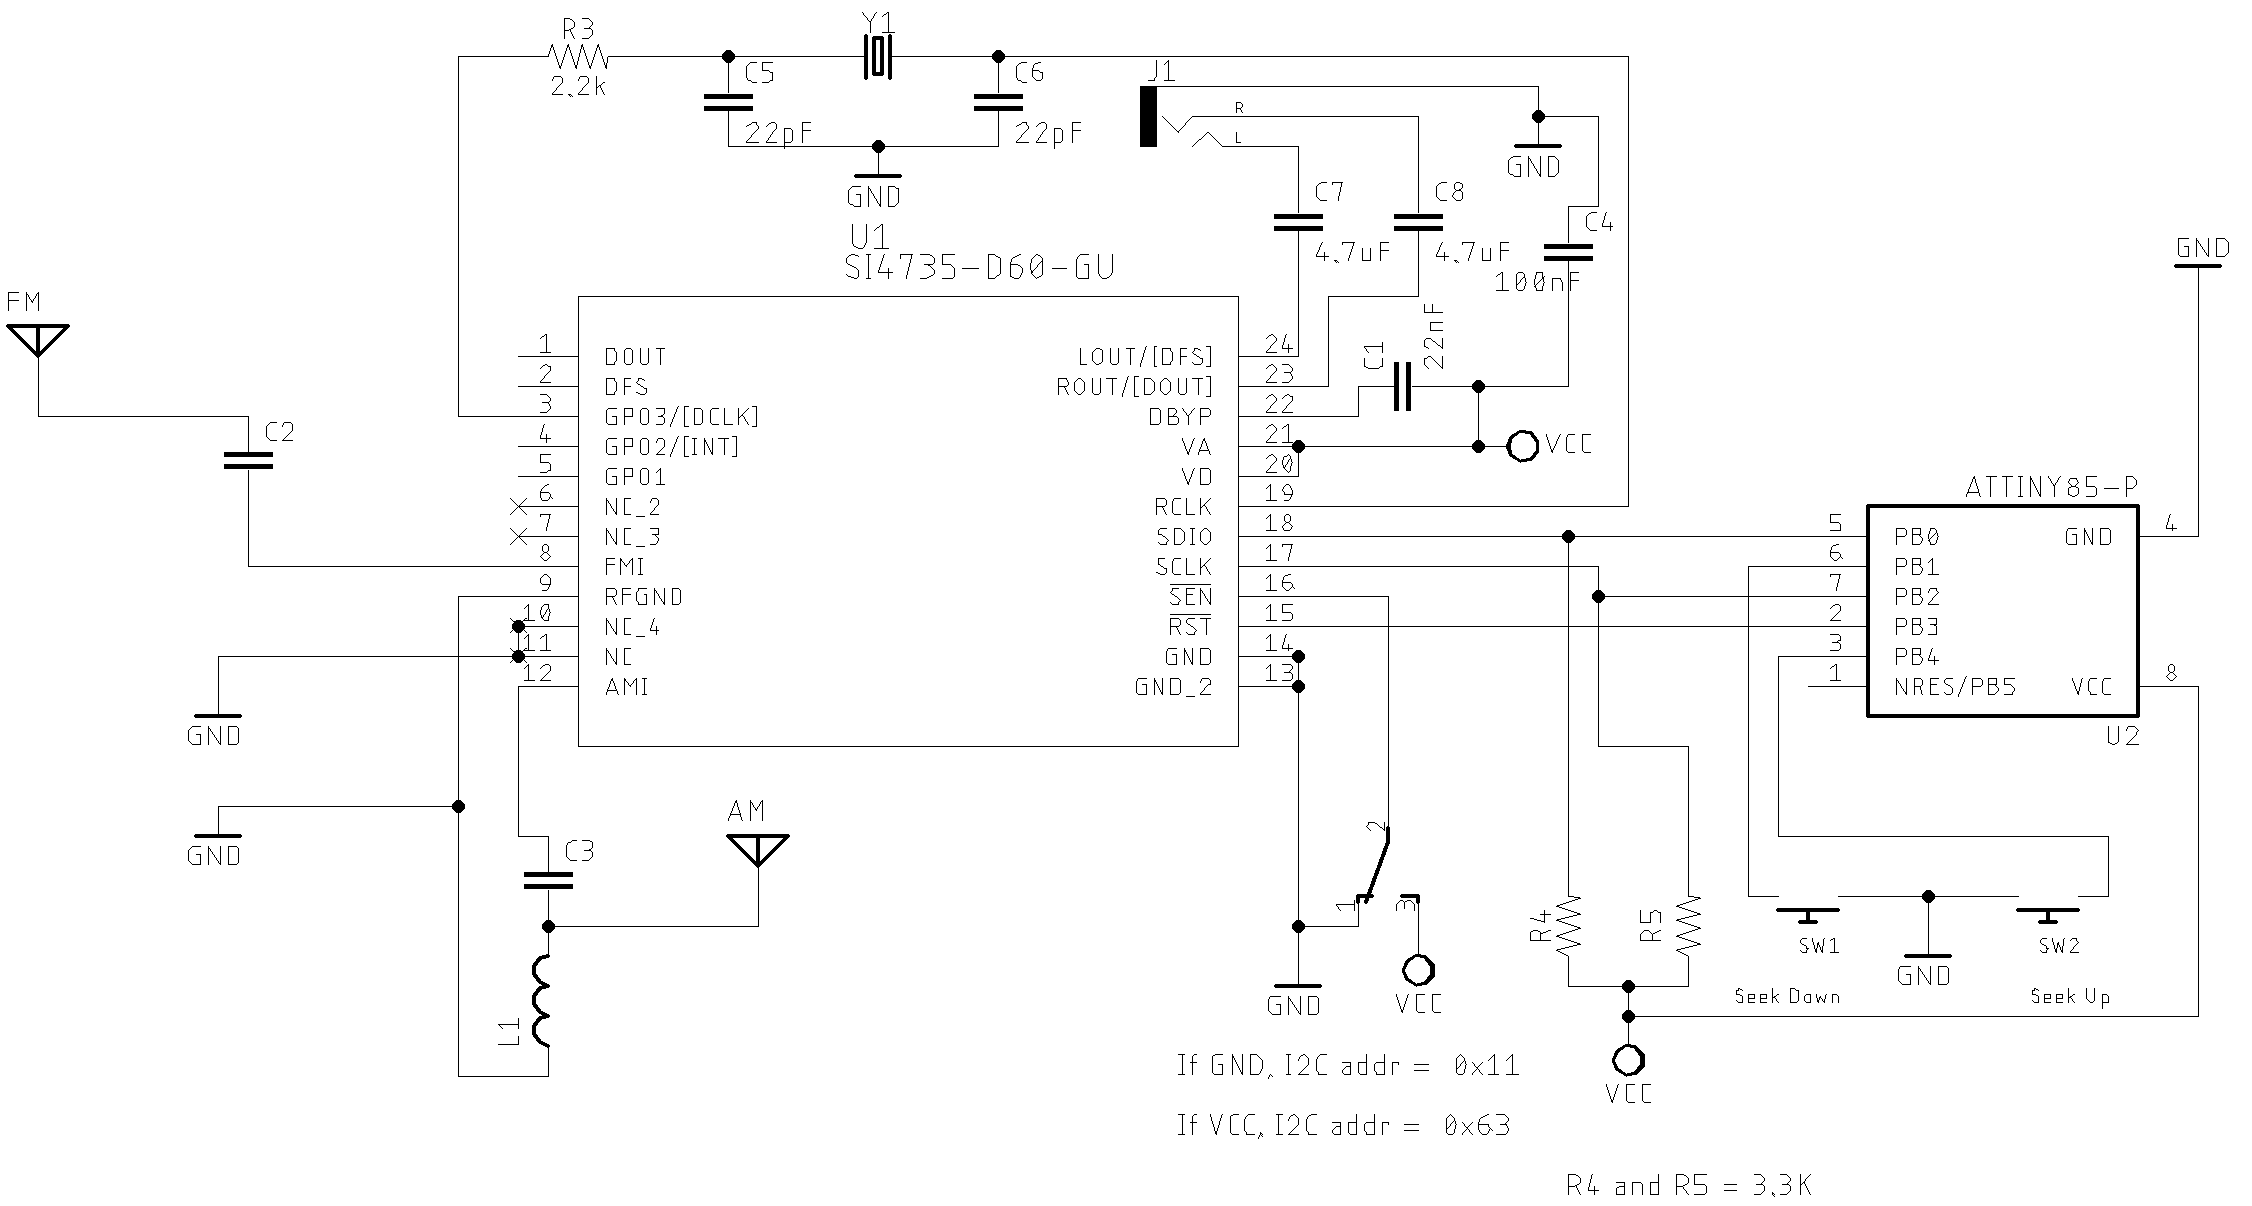 R3
2.2k
Y1
C5
22pF
C6
22pF
GND
J1
R
L
GND
C7
4.7uF
C8
4.7uF
C4
100nF
U1
SI4735-D60-GU
FM
C2
1 DOUT
2 DFS
3 GPO3/[DCLK]
4 GPO2/[INT]
5 GPO1
6 NC_2
7 NC_3
8 FMI
9 RFGND
10 NC_4
11 NC
12 AMI
LOUT/[DFS] 24
ROUT/[DOUT] 23
DBYP 22
VA 21
VD 20
RCLK 19
SDIO 18
SCLK 17
SEN 16
RST 15
GND 14
GND_2 13
C1
22nF
VCC
GND
ATTINY85-P
5 PB0
6 PB1
7 PB2
2 PB3
3 PB4
1 NRES/PB5
GND 4
VCC 8
U2
GND
GND
AM
C3
L1
2
1
3
GND
VCC
R4
R5
VCC
SW1
Seek Down
GND
SW2
Seek Up
If GND, I2C addr = 0x11
If VCC, I2C addr = 0x63
R4 and R5 = 3.3K